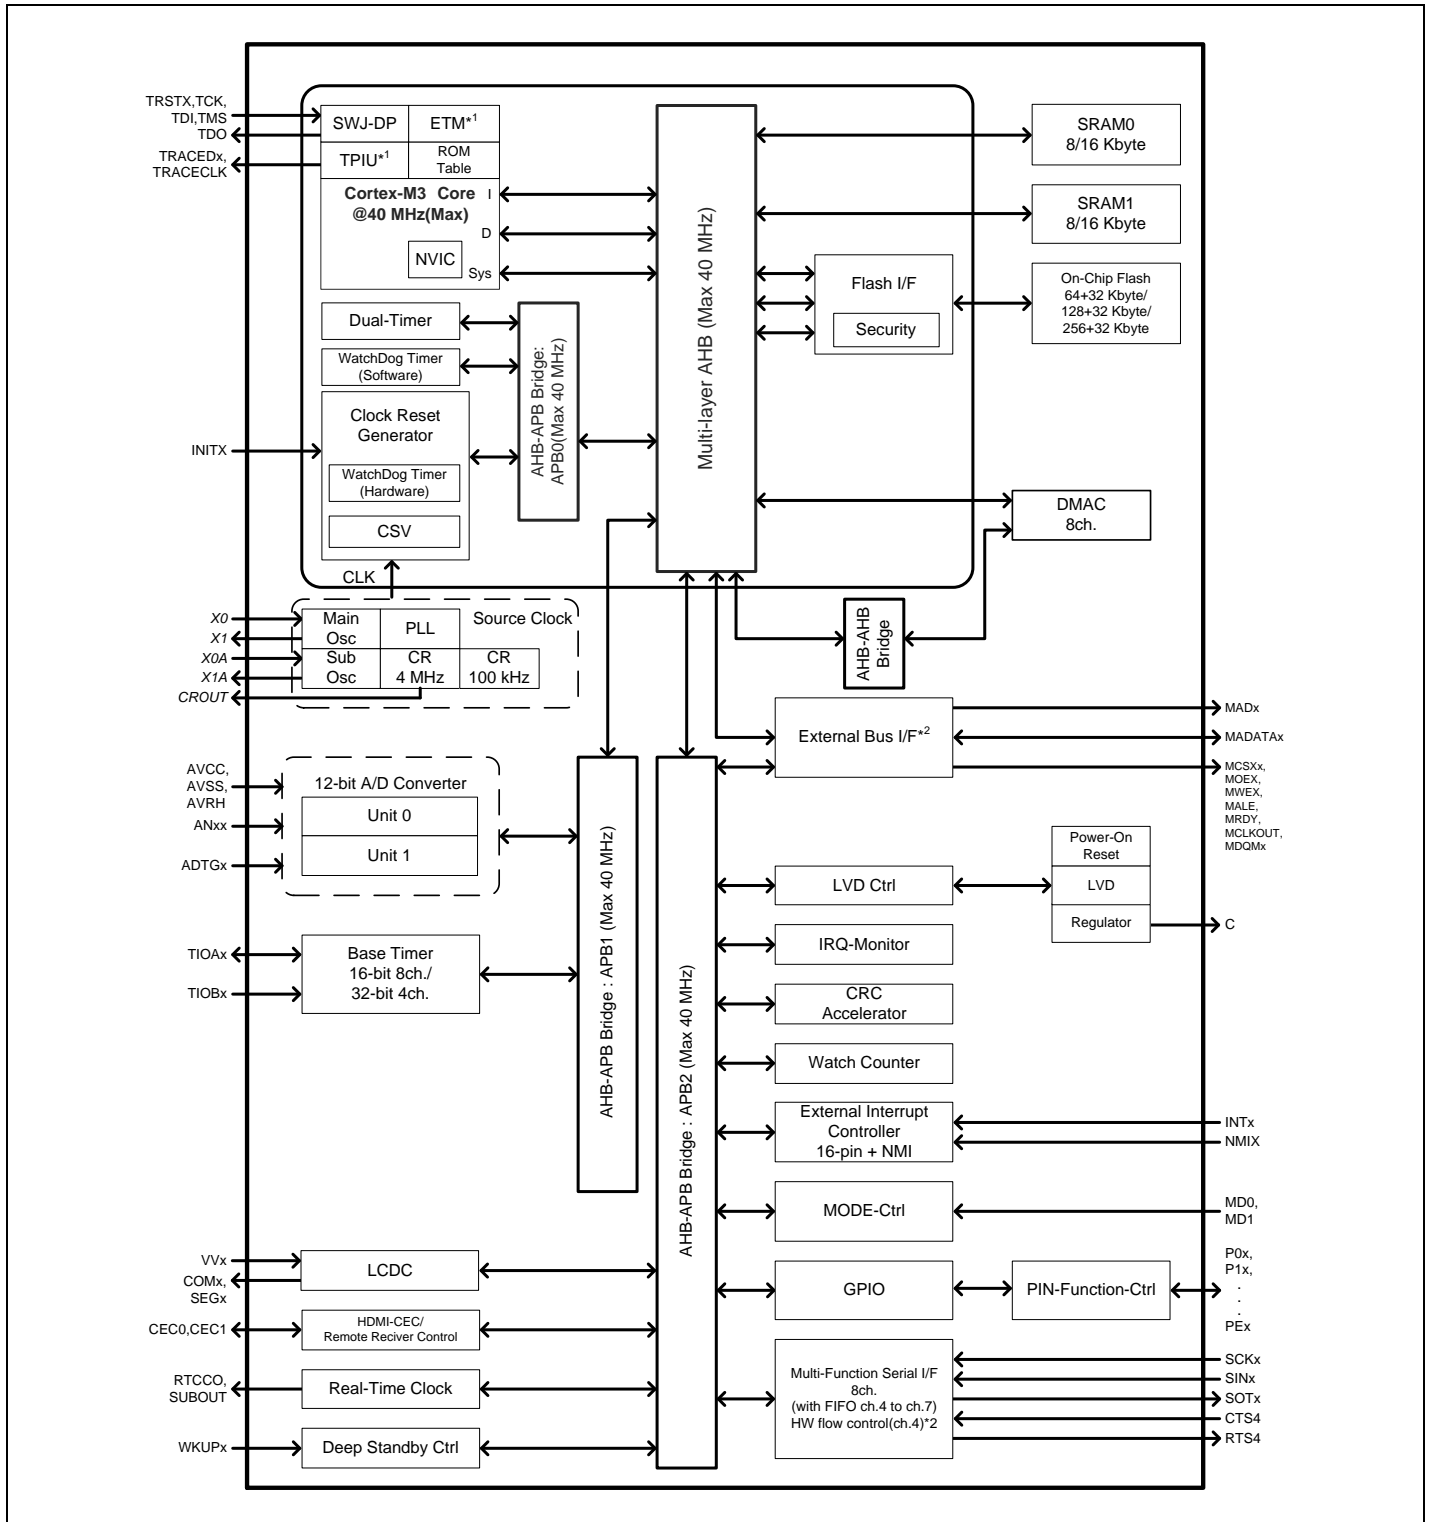 TRSTX,TCK,
TDI,TMS
TDO
TRACEDx,
TRACECLK
SWJ-DP
ETM*1
TPIU*1
ROM
Table
Cortex-M3 Core
@40 MHz(Max)
I
D
NVIC
Sys
Dual-Timer
WatchDog Timer
(Software)
Clock Reset
Generator
WatchDog Timer
(Hardware)
CSV
INITX
CLK
AHB-APB Bridge:
APB0(Max 40 MHz)
Multi-layer AHB (Max 40 MHz)
Flash I/F
Security
SRAM0
8/16 Kbyte
SRAM1
8/16 Kbyte
On-Chip Flash
64+32 Kbyte/
128+32 Kbyte/
256+32 Kbyte
DMAC
8ch.
AHB-AHB
Bridge
X0
X1
X0A
X1A
CROUT
Main
Osc
PLL
Source Clock
Sub
Osc
CR
4 MHz
CR
100 kHz
External Bus I/F*2
MADx
MADATAx
MCSXx,
MOEX,
MWEX,
MALE,
MRDY,
MCLKOUT,
MDQMx
AVCC,
AVSS,
AVRH
ANxx
ADTGx
12-bit A/D Converter
Unit 0
Unit 1
TIOAx
TIOBx
Base Timer
16-bit 8ch./
32-bit 4ch.
AHB-APB Bridge : APB1 (Max 40 MHz)
AHB-APB Bridge : APB2 (Max 40 MHz)
LVD Ctrl
Power-On
Reset
LVD
Regulator
C
IRQ-Monitor
CRC
Accelerator
Watch Counter
External Interrupt
Controller
16-pin + NMI
INTx
NMIX
MODE-Ctrl
MD0,
MD1
GPIO
PIN-Function-Ctrl
P0x,
P1x,
.
.
.
PEx
Multi-Function Serial I/F
8ch.
(with FIFO ch.4 to ch.7)
HW flow control(ch.4)*2
SCKx
SINx
SOTx
CTS4
RTS4
VVx
COMx,
SEGx
LCDC
CEC0,CEC1
HDMI-CEC/
Remote Reciver Control
RTCCO,
SUBOUT
Real-Time Clock
WKUPx
Deep Standby Ctrl